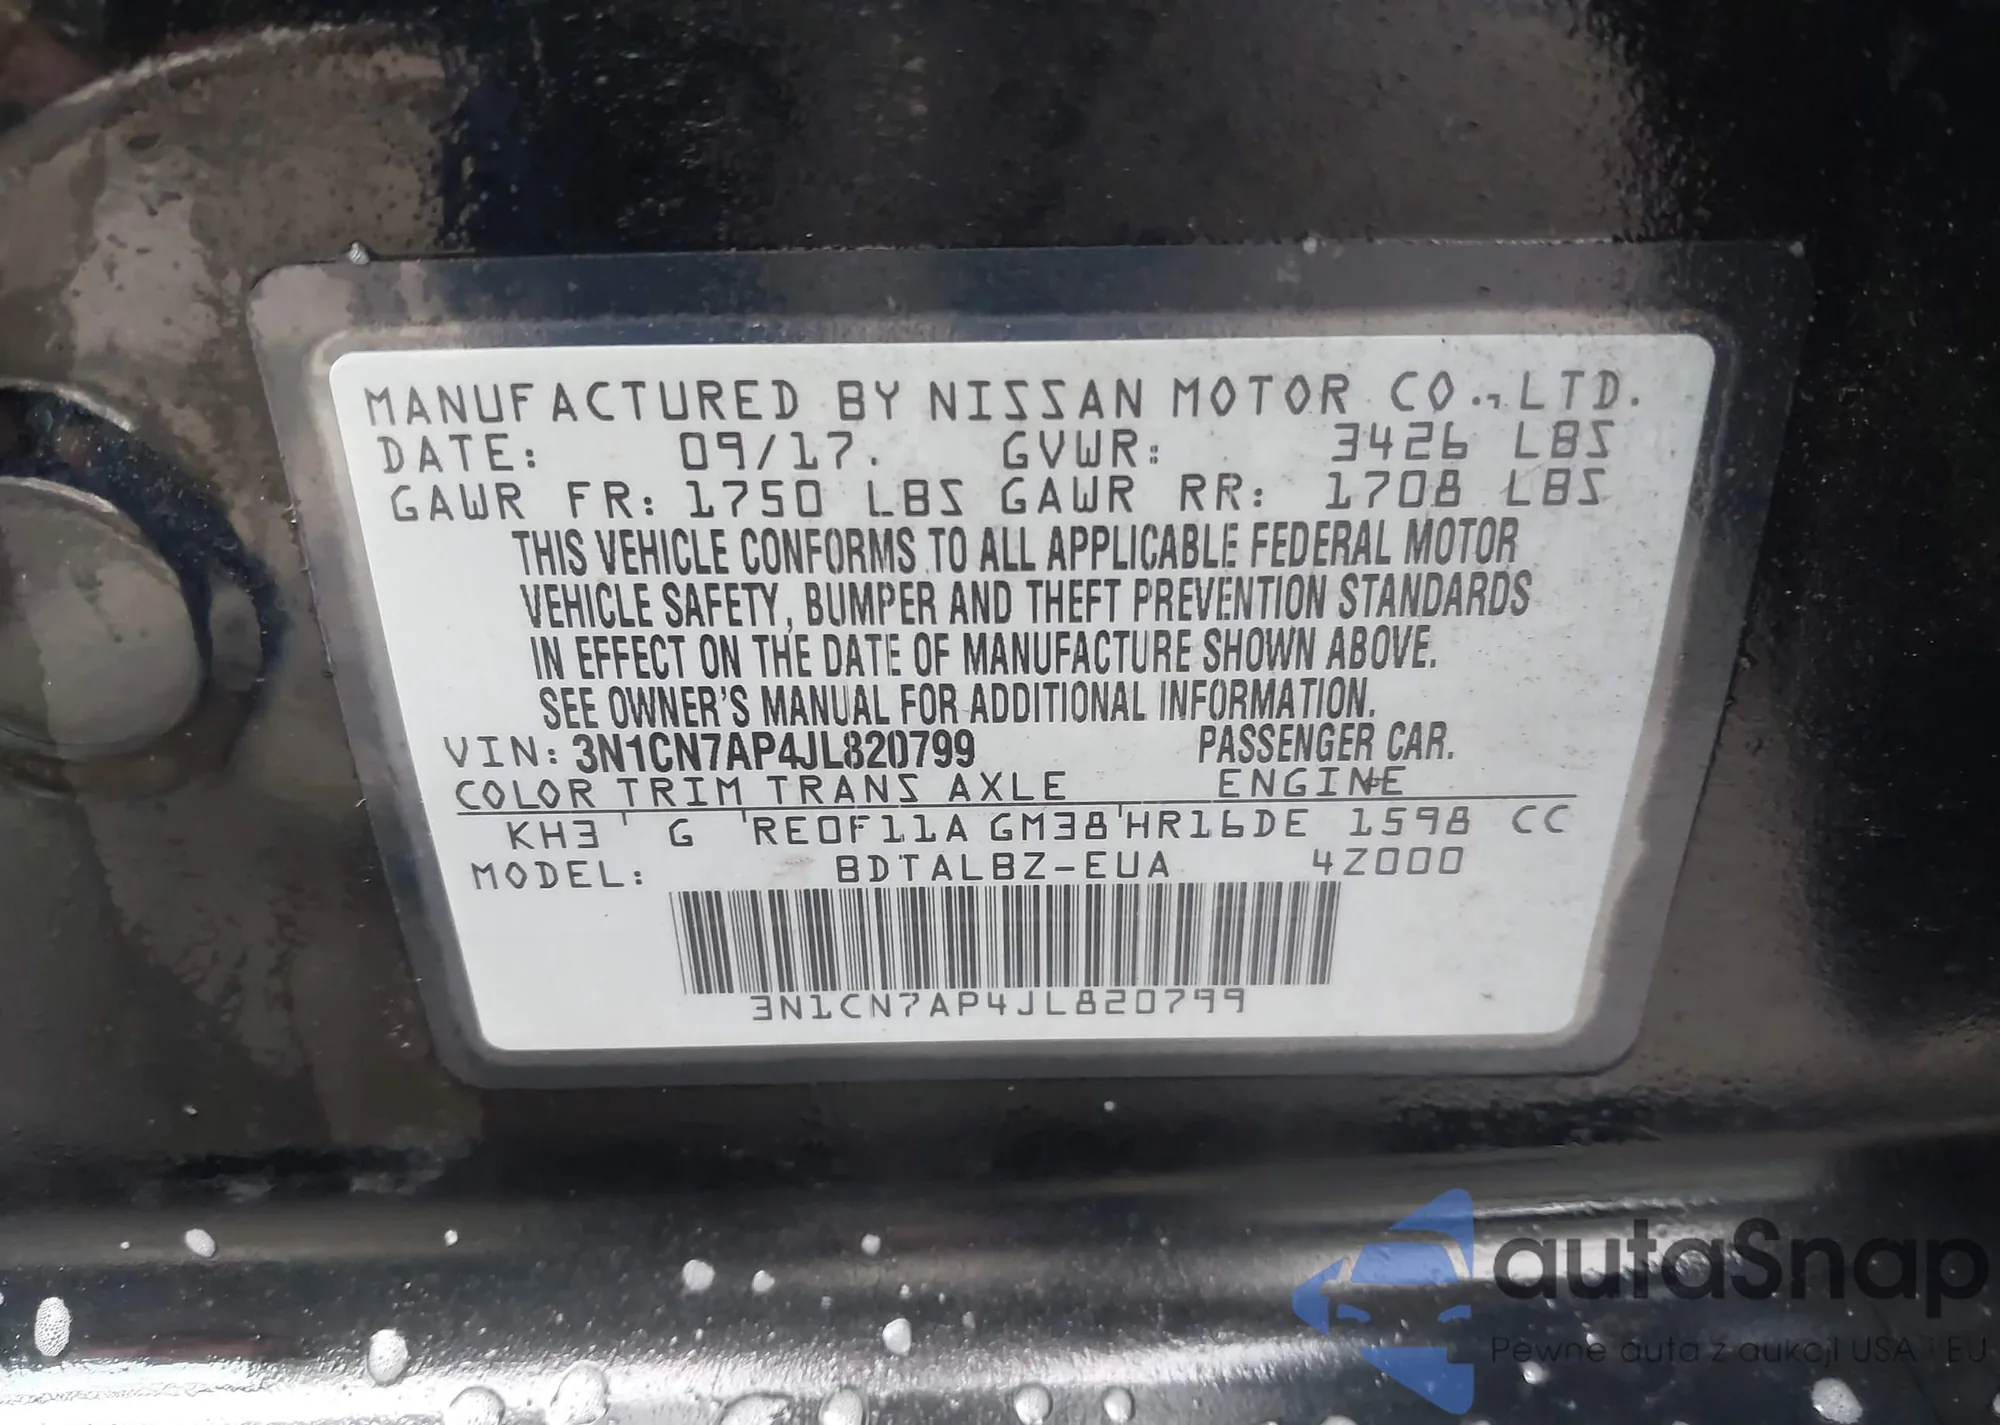 MANUFACTURED BY NISSAN MOTOR CO., LTD.
DATE: 09/17. GVWR: 3426 LBS
GAWR FR: 1750 LBS GAWR RR: 1708 LBS
THIS VEHICLE CONFORMS TO ALL APPLICABLE FEDERAL MOTOR
VEHICLE SAFETY, BUMPER AND THEFT PREVENTION STANDARDS
IN EFFECT ON THE DATE OF MANUFACTURE SHOWN ABOVE.
SEE OWNER'S MANUAL FOR ADDITIONAL INFORMATION.
VIN: 3N1CN7AP4JL820799 PASSENGER CAR.
COLOR TRIM TRANS AXLE ENGINE
KH3 ' G ' RE0F11A GM38 ' HR16DE 1598 CC
MODEL: BDTALBZ-EUA 4Z000
3N1CN7AP4JL820799
autoSnap
Pewne auta z aukcji USA i EU